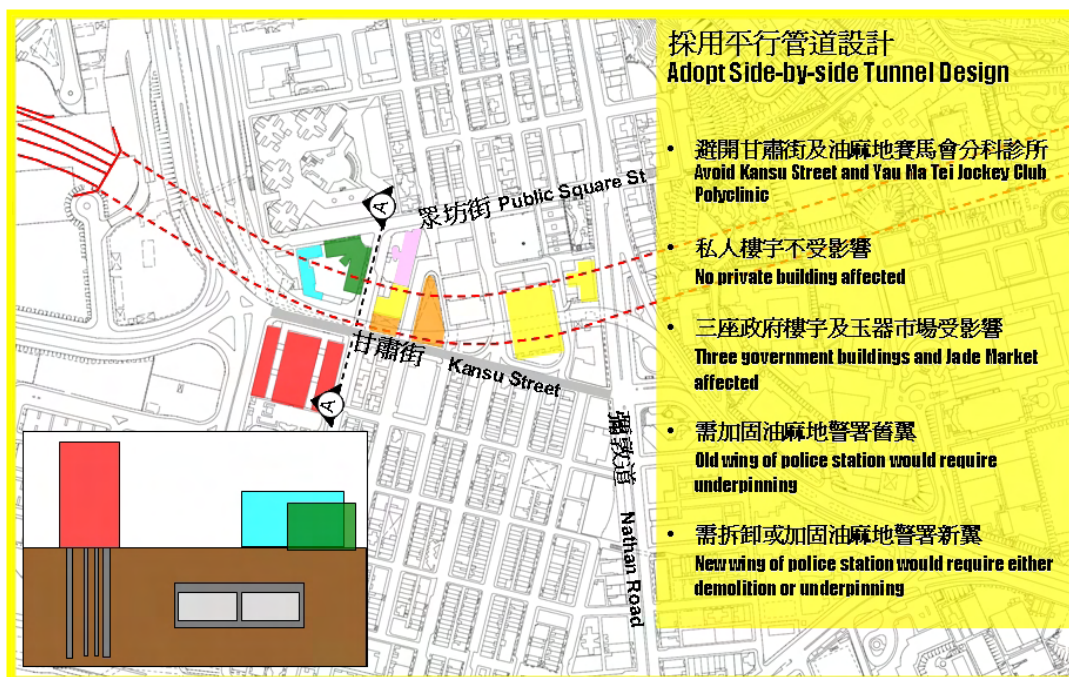 採用平行管道設計
Adopt Side-by-side Tunnel Design
• 避開甘肅街及油麻地賽馬會分科診所
Avoid Kansu Street and Yau Ma Tei Jockey Club
Polyclinic
• 私人樓宇不受影響
No private building affected
• 三座政府樓宇及玉器市場受影響
Three government buildings and Jade Market
affected
• 需加固油麻地警署舊翼
Old wing of police station would require
underpinning
• 需拆卸或加固油麻地警署新翼
New wing of police station would require either
demolition or underpinning
A
眾坊街 Public Square St
甘肅街 Kansu Street
A
彌敦道 Nathan Road